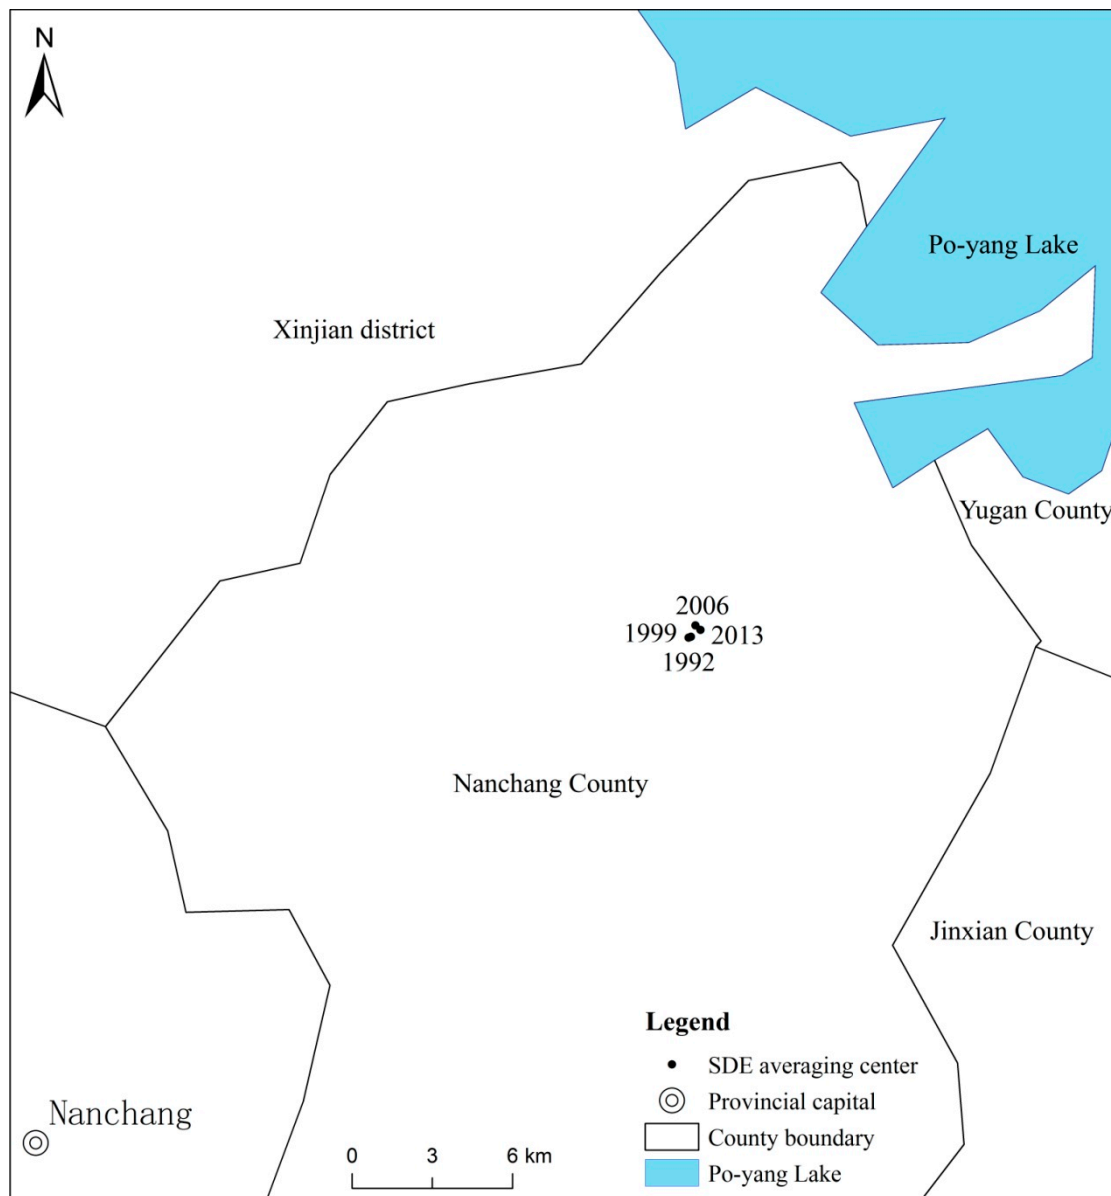 N
Po-yang Lake
Xinjian district
Yugan County
2006
1999
2013
1992
Nanchang County
Jinxian County
Legend
SDE averaging center
Provincial capital
County boundary
Po-yang Lake
Nanchang
0 3 6 km